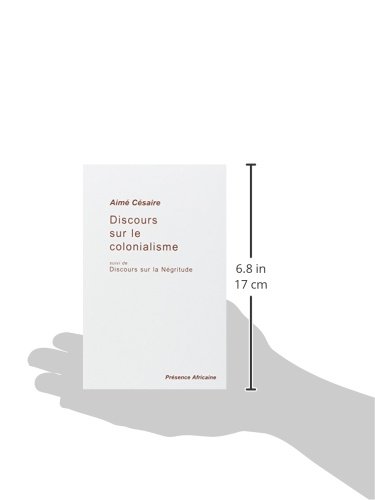 Aimé Césaire
Discours
sur le
colonialisme
suivi de
Discours sur la Négritude
Présence Africaine
6.8 in
17 cm